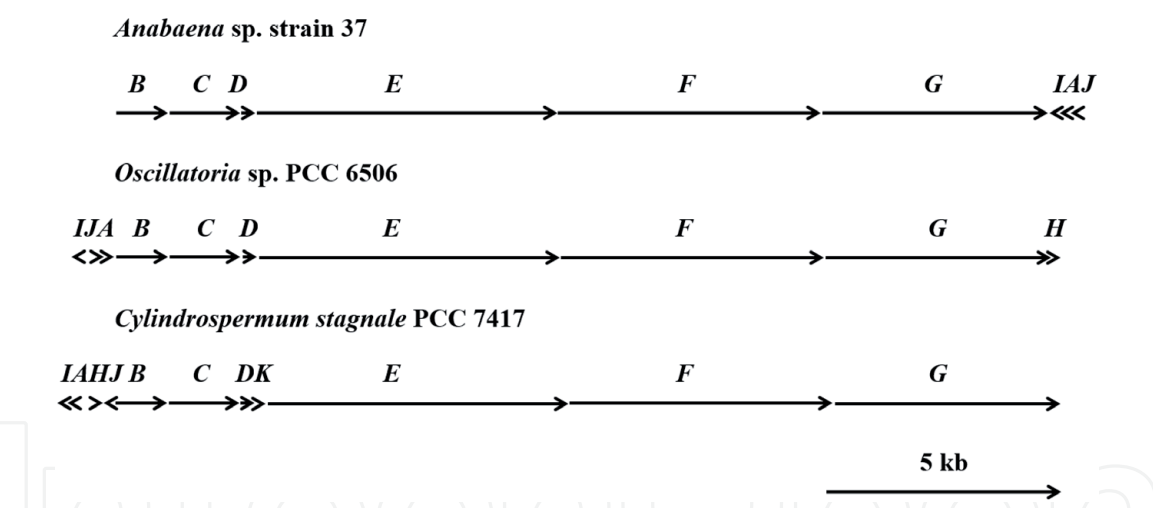 Anabaena sp. strain 37
B C D E F G IAJ
Oscillatoria sp. PCC 6506
IJA B C D E F G H
Cylindrospermum stagnale PCC 7417
IAHJ B C DK E F G
5 kb